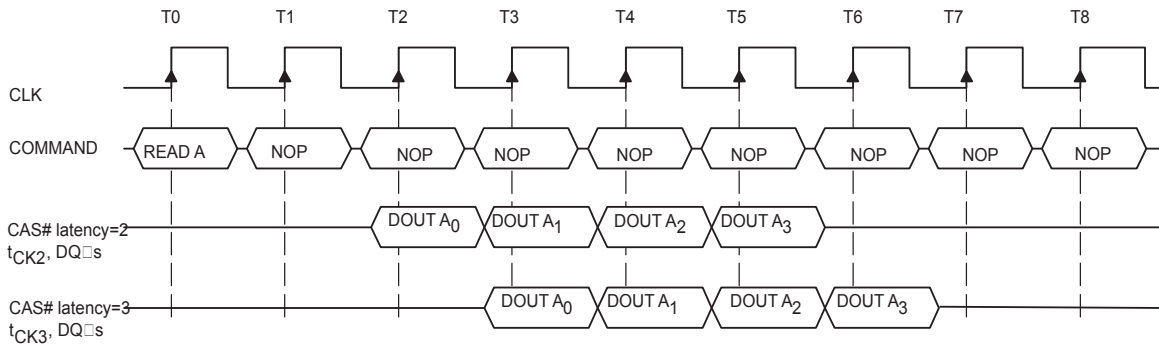 T0 T1 T2 T3 T4 T5 T6 T7 T8
CLK
COMMAND READ A NOP NOP NOP NOP NOP NOP NOP NOP
CAS# latency=2 DOUT A0 DOUT A1 DOUT A2 DOUT A3
tCK2, DQ□s
CAS# latency=3 DOUT A0 DOUT A1 DOUT A2 DOUT A3
tCK3, DQ□s